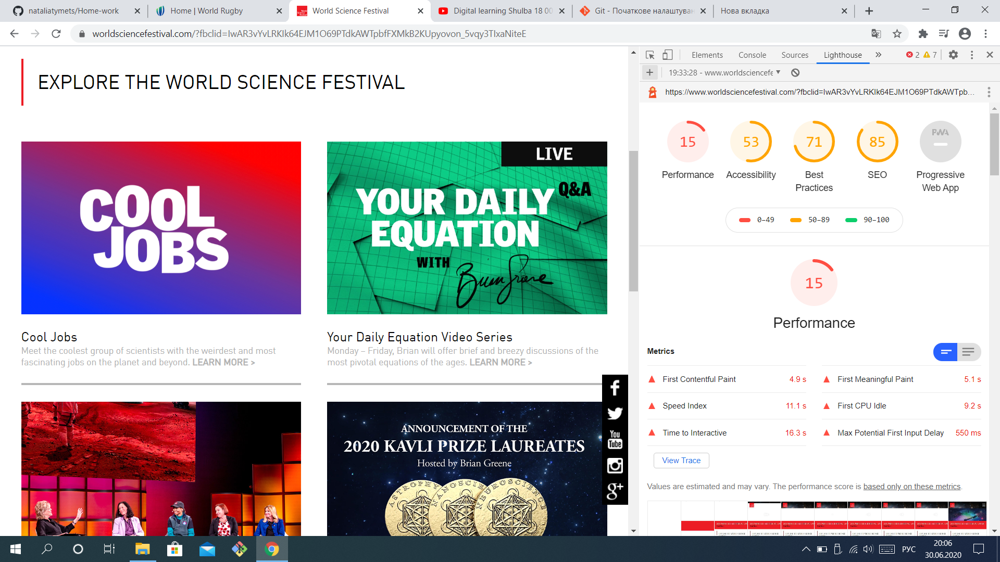 nataliatymets/Home-work
Home | World Rugby
World Science Festival
Digital learning Shulba 18 00
Git - Початкове налаштуван
Нова вкладка
worldsciencefestival.com/?fbclid=IwAR3vYvLRKIk64EJM1O69PTdkAWTpbfFXMkB2KUpyovon_5vqy3TIxaNiteE
EXPLORE THE WORLD SCIENCE FESTIVAL
COOL
JOBS
Cool Jobs
Meet the coolest group of scientists with the weirdest and most
fascinating jobs on the planet and beyond. LEARN MORE >
LIVE
YOUR DAILY Q&A
EQUATION
WITH
Brian Greene
Your Daily Equation Video Series
Monday – Friday, Brian will offer brief and breezy discussions of the
most pivotal equations of the ages. LEARN MORE >
ANNOUNCEMENT OF THE
2020 KAVLI PRIZE LAUREATES
Hosted by Brian Greene
ASTROPHY
NANOSCIE
NEUROSCIENCE
You
Tube
g+
Elements
Console
Sources
Lighthouse
2
7
19:33:28 - www.worldsciencefe
https://www.worldsciencefestival.com/?fbclid=IwAR3vYvLRKIk64EJM1O69PTdkAWTpb...
15
Performance
53
Accessibility
71
Best
Practices
85
SEO
PWA
Progressive
Web App
0–49
50–89
90–100
15
Performance
Metrics
First Contentful Paint 4.9 s
First Meaningful Paint 5.1 s
Speed Index 11.1 s
First CPU Idle 9.2 s
Time to Interactive 16.3 s
Max Potential First Input Delay 550 ms
View Trace
Values are estimated and may vary. The performance score is based only on these metrics.
РУС
20:06
30.06.2020